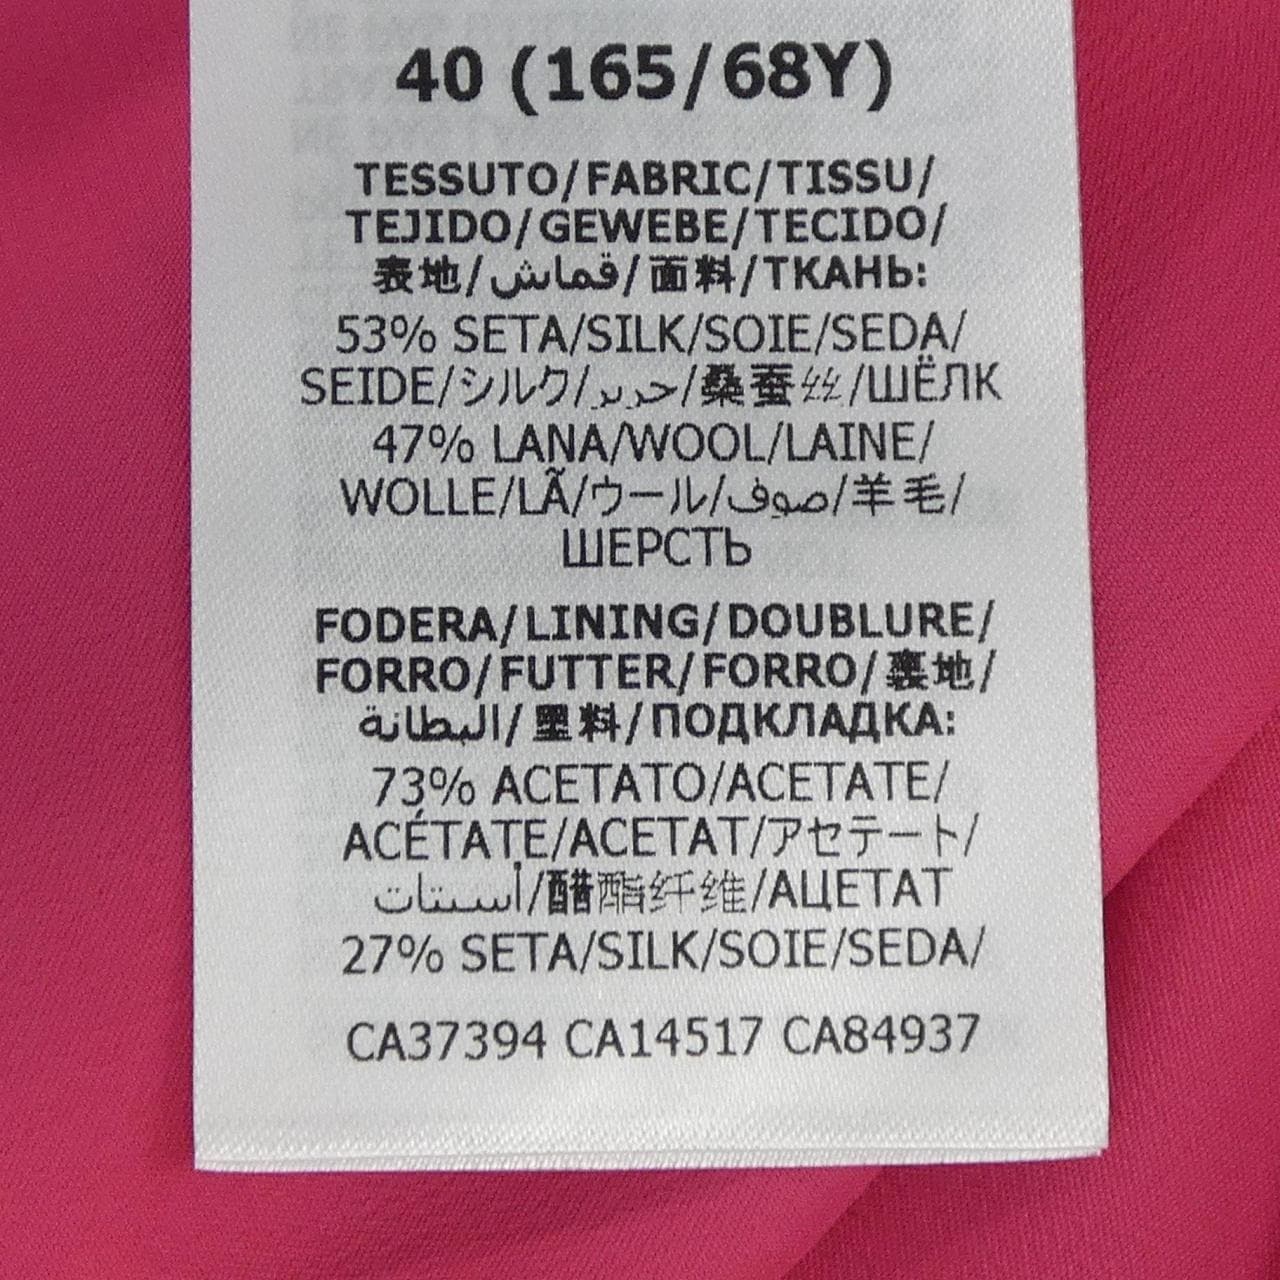 40 (165/68Y)
TESSUTO/FABRIC/TISSU/
TEJIDO/GEWEBE/TECIDO/
表地/قماش/面料/ТКАНЬ:
53% SETA/SILK/SOIE/SEDA/
SEIDE/シルク/حرير/桑蚕丝/ШЁЛК
47% LANA/WOOL/LAINE/
WOLLE/LÃ/ウール/صوف/羊毛/
ШЕРСТЬ
FODERA/LINING/DOUBLURE/
FORRO/FUTTER/FORRO/裏地/
البطانة/里料/ПОДКЛАДКА:
73% ACETATO/ACETATE/
ACÉTATE/ACETAT/アセテート/
أسيتات/醋酯纤维/АЦЕТАТ
27% SETA/SILK/SOIE/SEDA/
CA37394 CA14517 CA84937